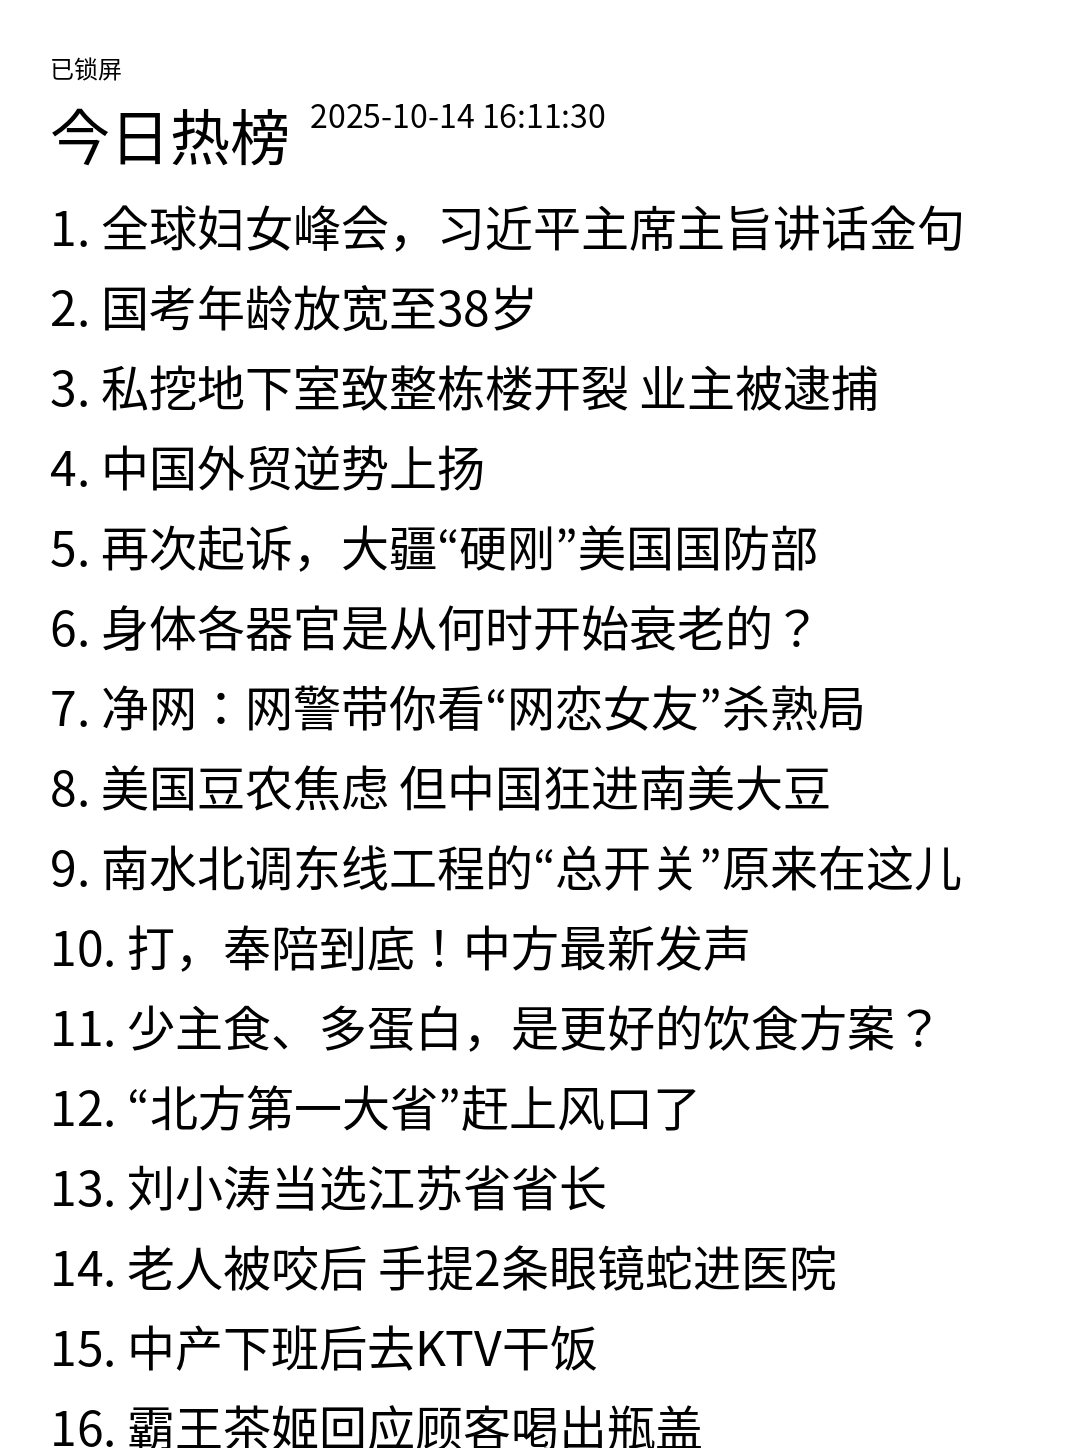 已锁屏
今日热榜 2025-10-14 16:11:30
1. 全球妇女峰会，习近平主席主旨讲话金句
2. 国考年龄放宽至38岁
3. 私挖地下室致整栋楼开裂 业主被逮捕
4. 中国外贸逆势上扬
5. 再次起诉，大疆“硬刚”美国国防部
6. 身体各器官是从何时开始衰老的？
7. 净网：网警带你看“网恋女友”杀熟局
8. 美国豆农焦虑 但中国狂进南美大豆
9. 南水北调东线工程的“总开关”原来在这儿
10. 打，奉陪到底！中方最新发声
11. 少主食、多蛋白，是更好的饮食方案？
12. “北方第一大省”赶上风口了
13. 刘小涛当选江苏省省长
14. 老人被咬后 手提2条眼镜蛇进医院
15. 中产下班后去KTV干饭
16. 霸王茶姬回应顾客喝出瓶盖